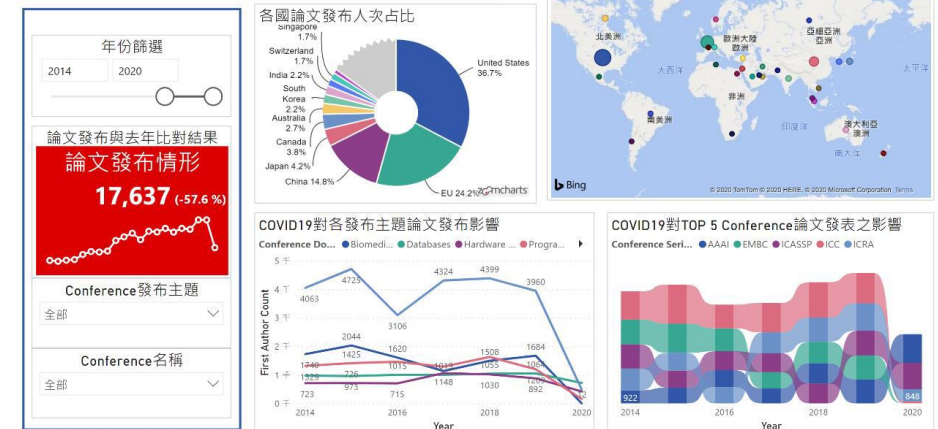 年份篩選
2014
2020
論文發布與去年比對結果
論文發布情形
17,637 (-57.6 %)
Conference發布主題
全部
Conference名稱
全部
各國論文發布人次占比
Singapore
1.7%
Switzerland
1.7%
India 2.2%
South
Korea
2.2%
Australia
2.7%
Canada
3.8%
Japan 4.2%
China 14.8%
EU 24.2%
United States
36.7%
zoomcharts
北美洲
歐洲大陸
歐洲
亞細亞洲
亞洲
大西洋
太平洋
非洲
南美洲
印度洋
澳大利亞
澳洲
南大洋
Bing
© 2020 TomTom © 2020 HERE, © 2020 Microsoft Corporation Terms
COVID19對各發布主題論文發布影響
Conference Do... Biomedi... Databases Hardware ... Progra...
First Author Count
5 千
3 千
2 千
1 千
0 千
4063
4725
3106
4324
4399
3960
2044
1620
1684
1425
1508
1748
1329
726
1015
1055
1064
973
1148
1030
892
723
715
2014
2016
2018
2020
Year
COVID19對TOP 5 Conference論文發表之影響
Conference Seri... AAAI EMBC ICASSP ICC ICRA
922
848
2014
2016
2018
2020
Year